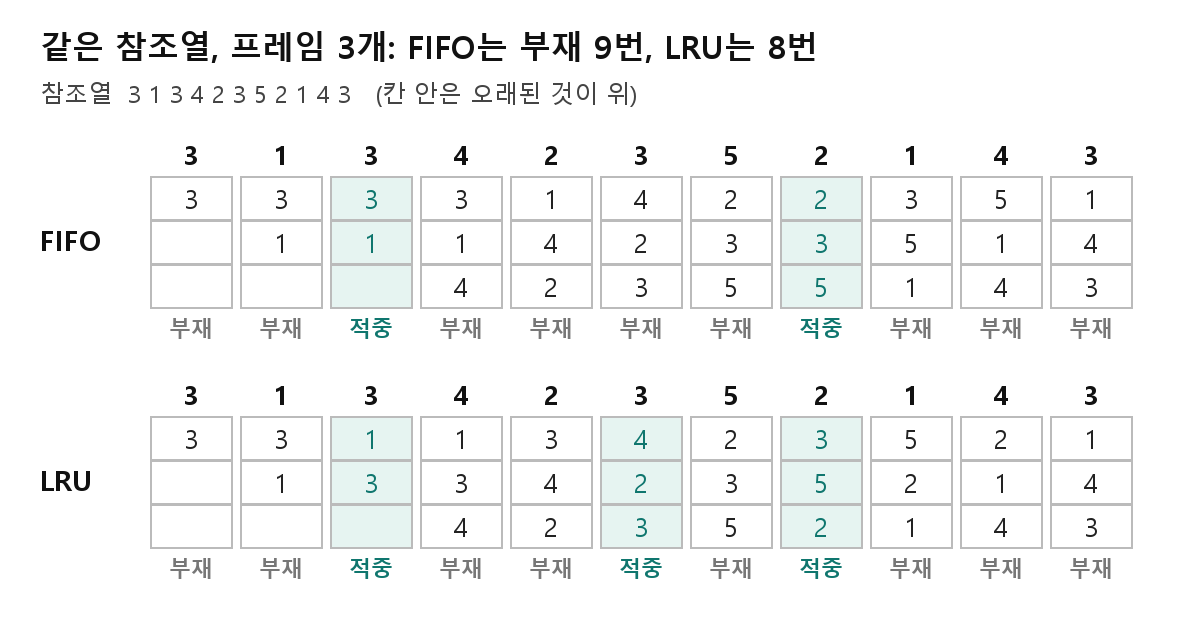 같은 참조열, 프레임 3개: FIFO는 부재 9번, LRU는 8번
참조열 3 1 3 4 2 3 5 2 1 4 3 (칸 안은 오래된 것이 위)
3 1 3 4 2 3 5 2 1 4 3
3 3 3 3 1 4 2 2 3 5 1
FIFO 1 1 1 4 2 3 3 5 1 4
4 2 3 5 5 1 4 3
부재 부재 적중 부재 부재 부재 부재 적중 부재 부재 부재
3 1 3 4 2 3 5 2 1 4 3
3 3 1 1 3 4 2 3 5 2 1
LRU 1 3 3 4 2 3 5 2 1 4
4 2 3 5 2 1 4 3
부재 부재 적중 부재 부재 적중 부재 적중 부재 부재 부재